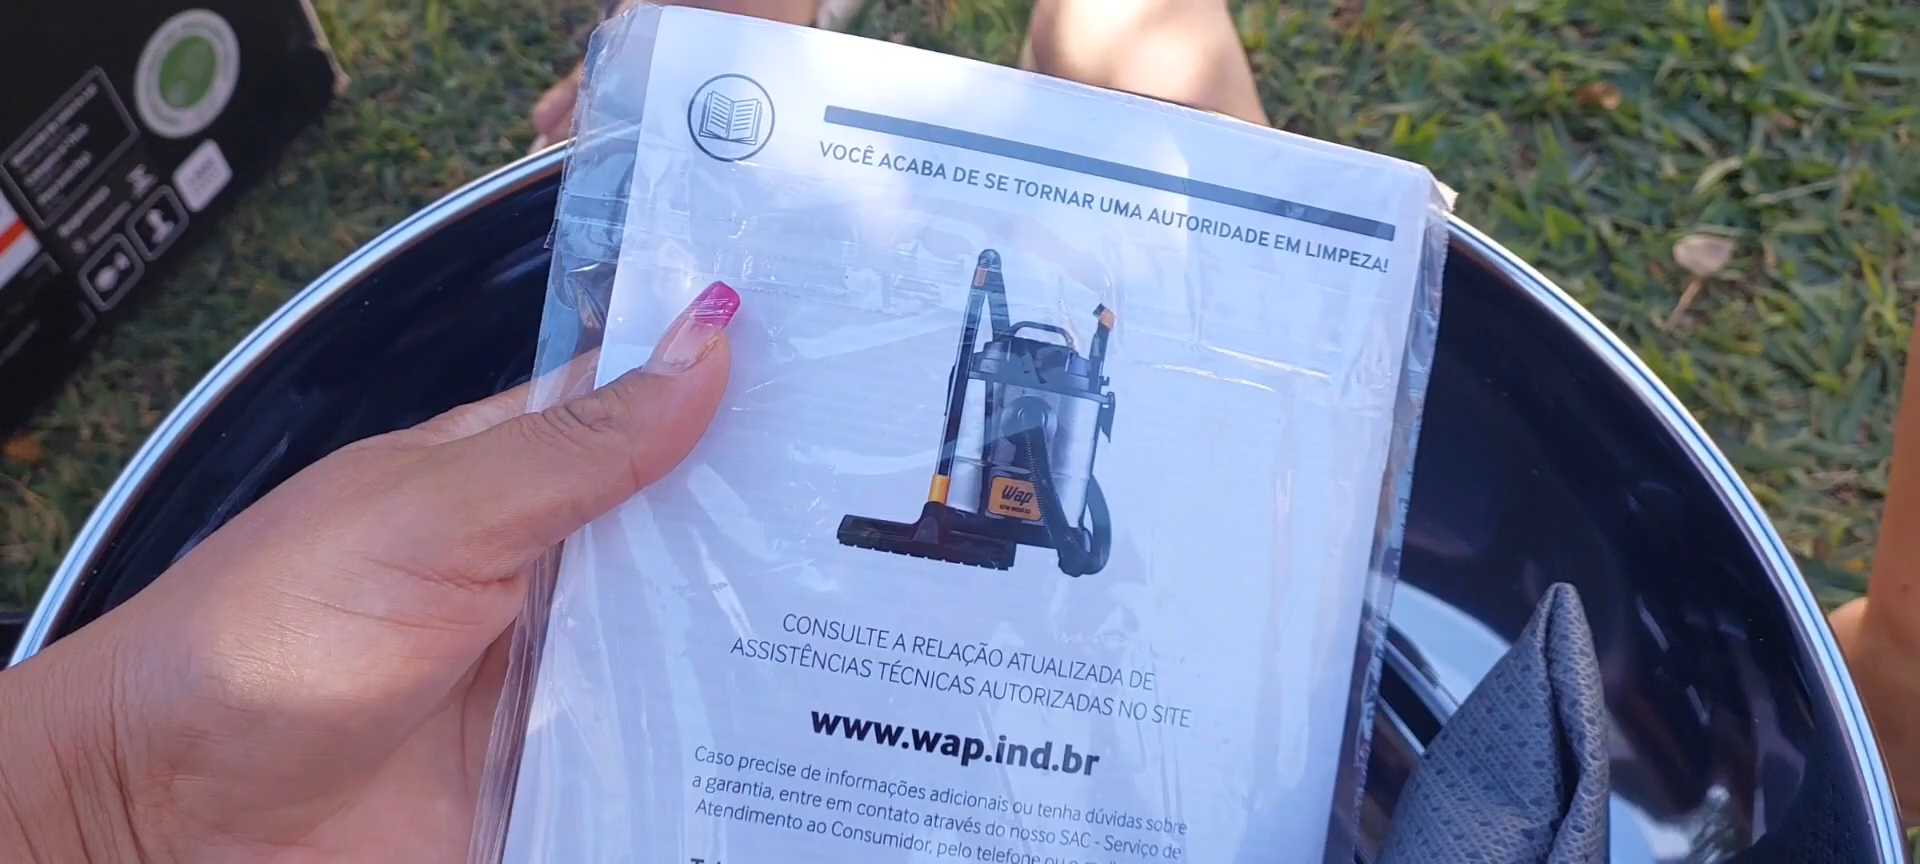 VOCÊ ACABA DE SE TORNAR UMA AUTORIDADE EM LIMPEZA!
Wap
CONSULTE A RELAÇÃO ATUALIZADA DE
ASSISTÊNCIAS TÉCNICAS AUTORIZADAS NO SITE
www.wap.ind.br
Caso precise de informações adicionais ou tenha dúvidas sobre
a garantia, entre em contato através do nosso SAC - Serviço de
Atendimento ao Consumidor, pelo telefone ou